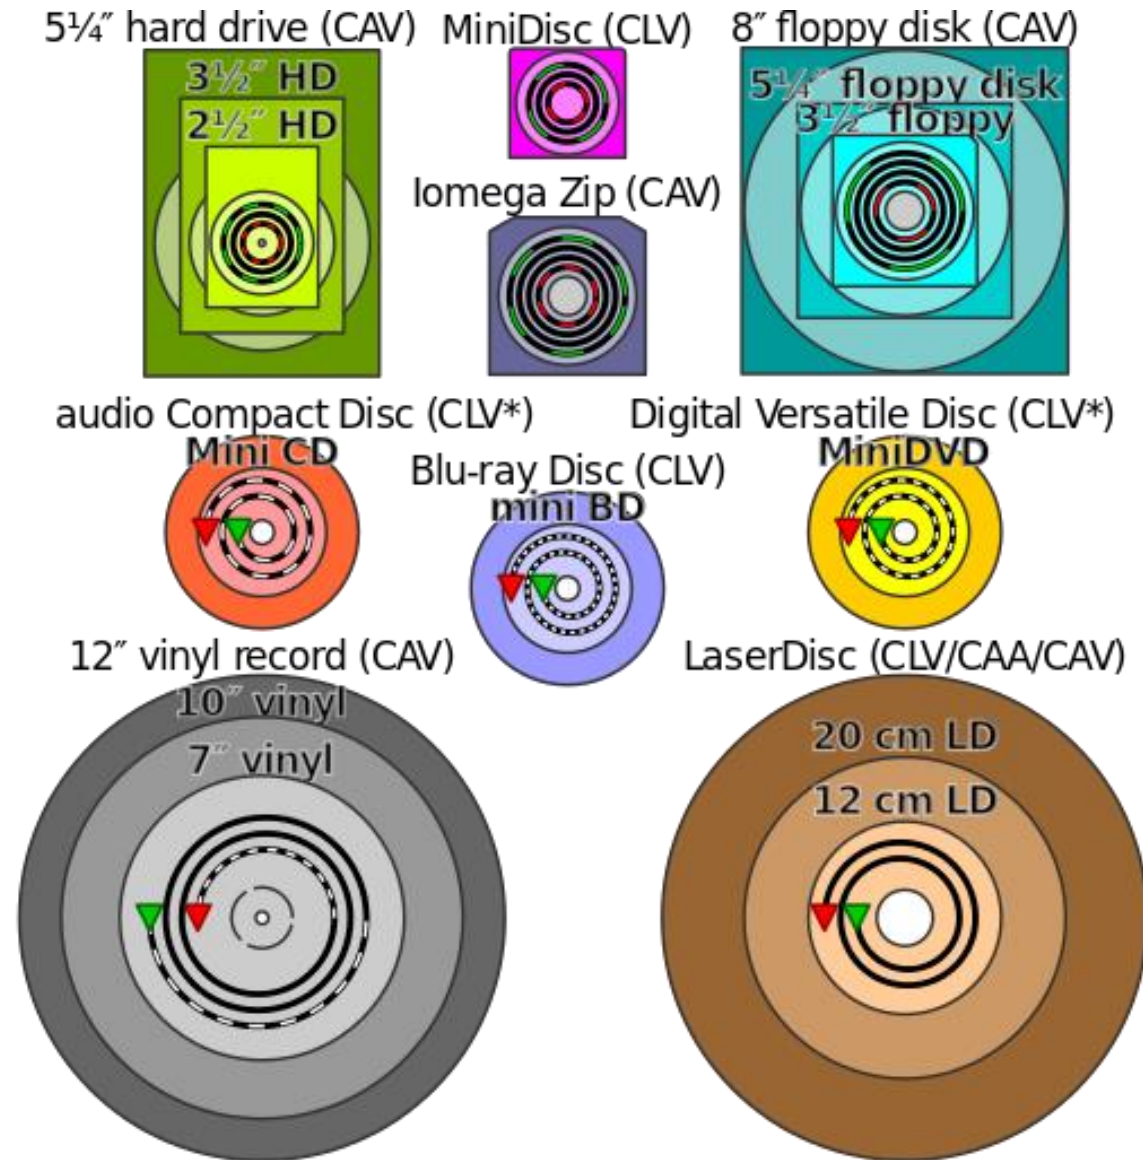 5¼″ hard drive (CAV)
3½″ HD
2½″ HD
MiniDisc (CLV)
Iomega Zip (CAV)
8″ floppy disk (CAV)
5¼″ floppy disk
3½″ floppy
audio Compact Disc (CLV*)
Mini CD
Blu-ray Disc (CLV)
mini BD
Digital Versatile Disc (CLV*)
MiniDVD
12″ vinyl record (CAV)
10″ vinyl
7″ vinyl
LaserDisc (CLV/CAA/CAV)
20 cm LD
12 cm LD